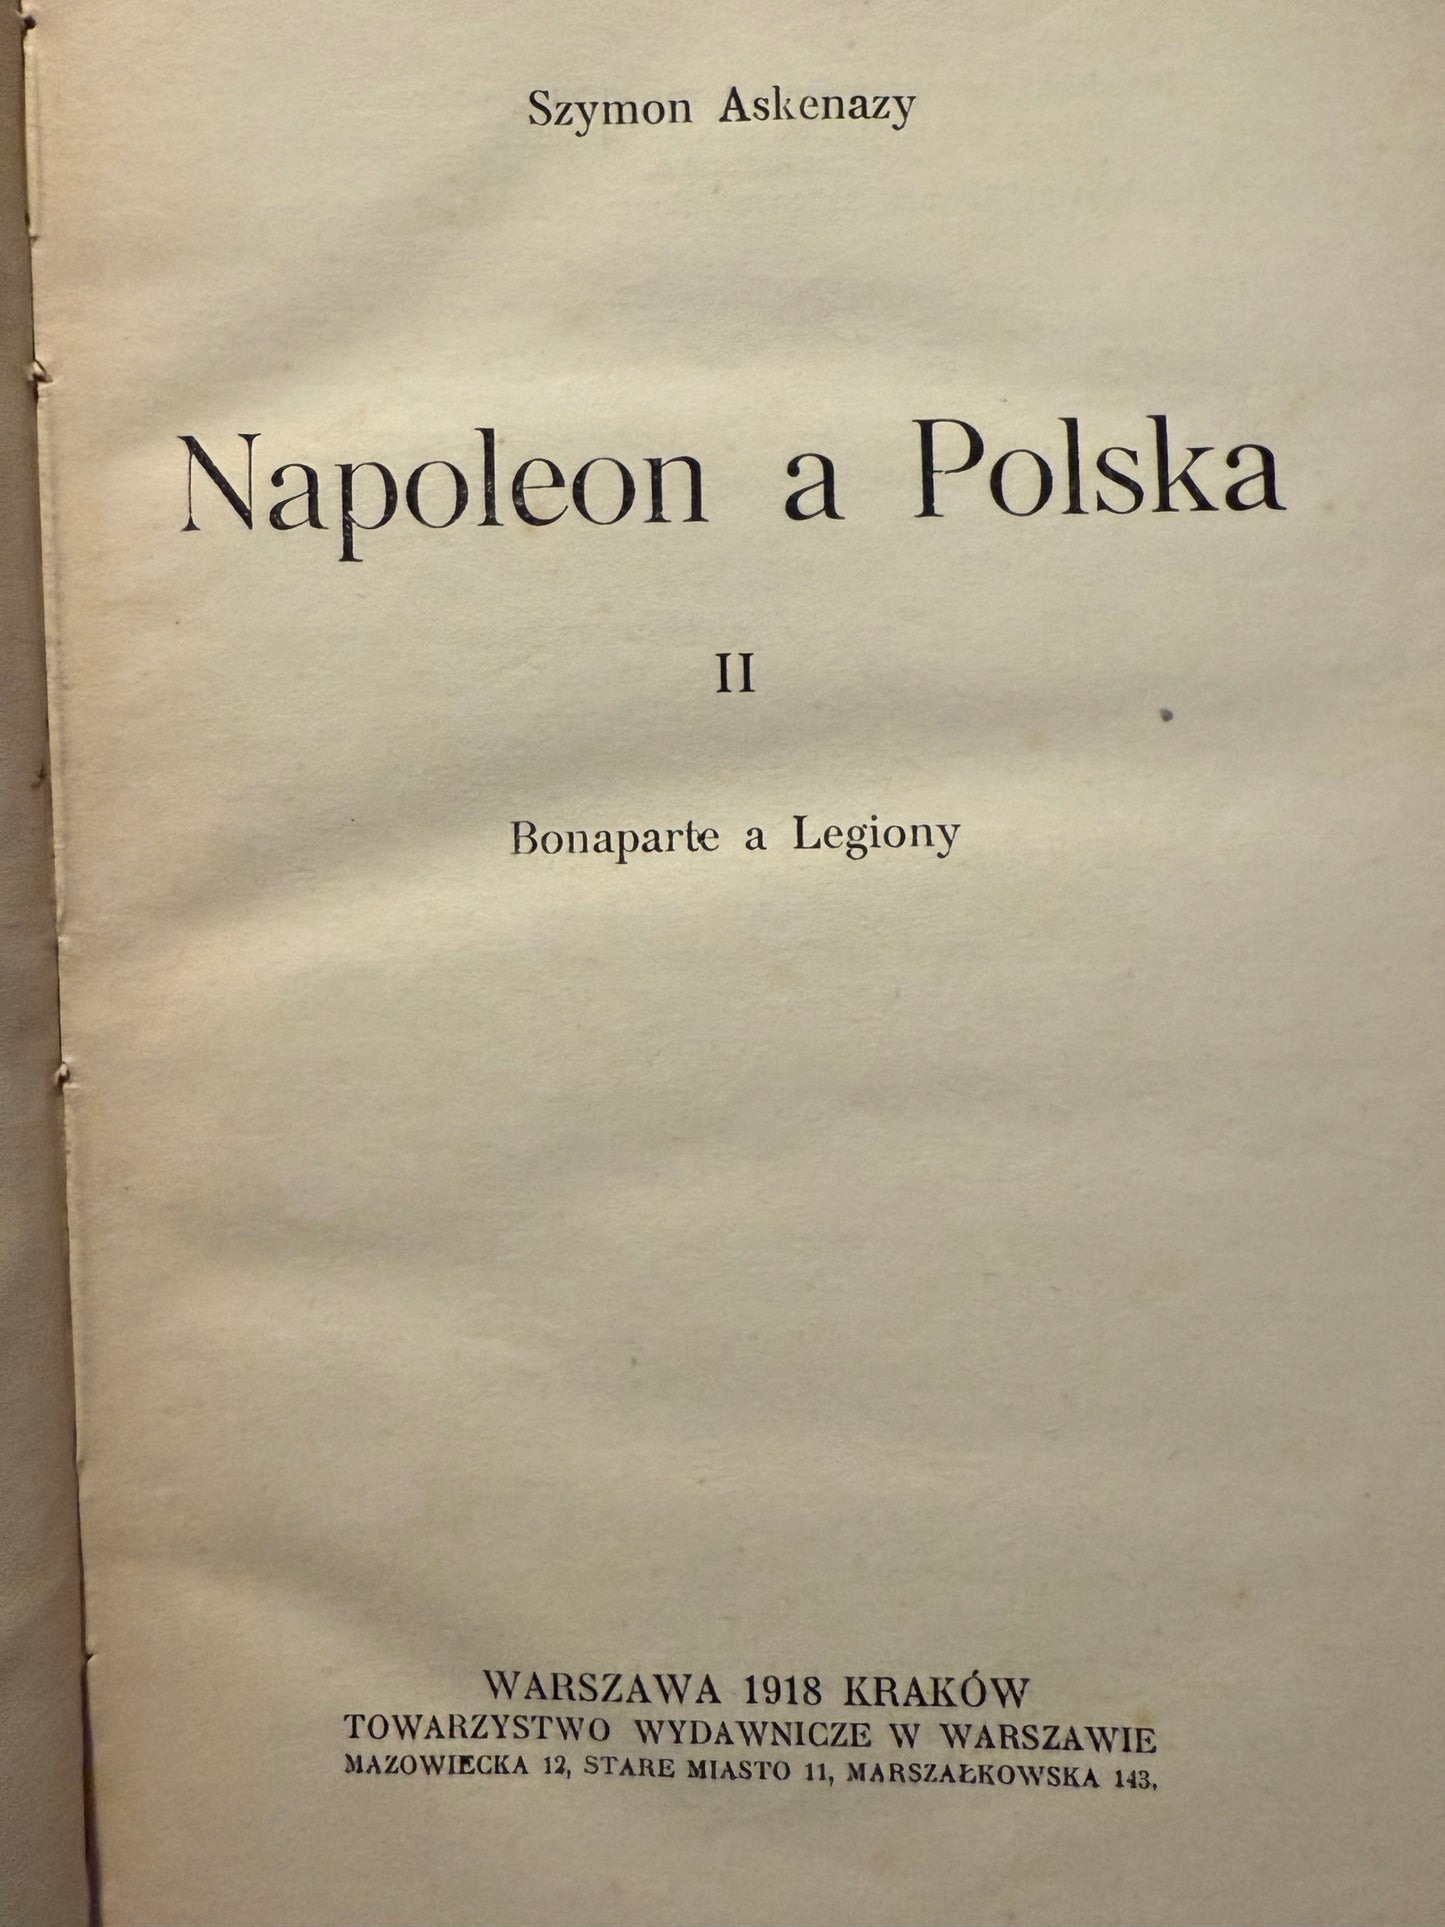 Szymon Askenazy
Napoleon a Polska
II
Bonaparte a Legiony
WARSZAWA 1918 KRAKÓW
TOWARZYSTWO WYDAWNICZE W WARSZAWIE
MAZOWIECKA 12, STARE MIASTO 11, MARSZAŁKOWSKA 143.